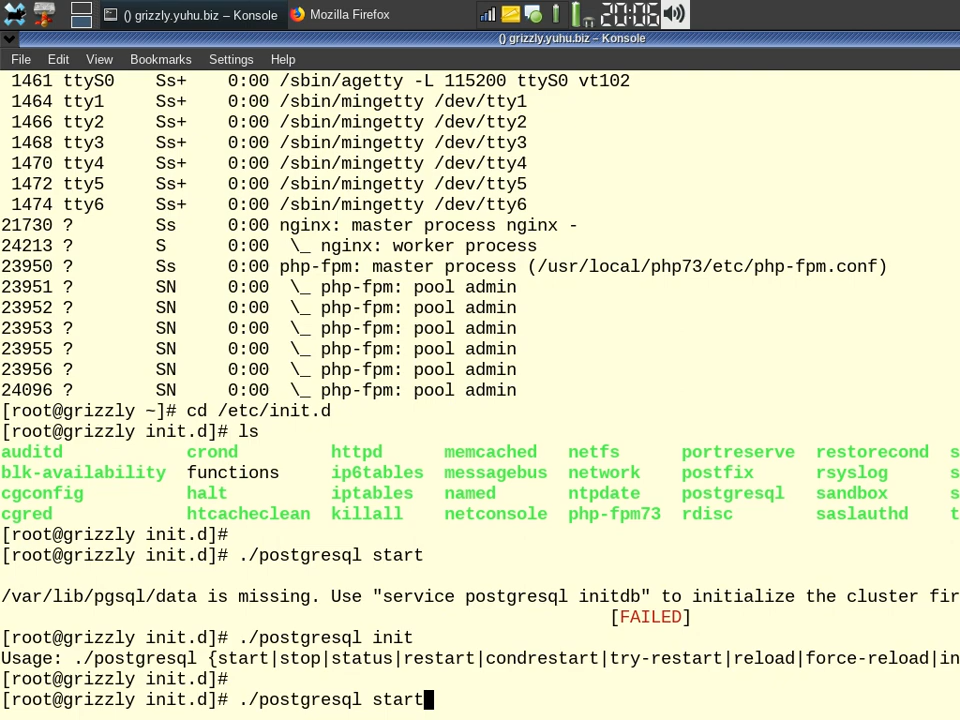 () grizzly.yuhu.biz – Konsole
Mozilla Firefox
20:06
() grizzly.yuhu.biz – Konsole
File Edit View Bookmarks Settings Help
1461 ttyS0 Ss+ 0:00 /sbin/agetty -L 115200 ttyS0 vt102
1464 tty1 Ss+ 0:00 /sbin/mingetty /dev/tty1
1466 tty2 Ss+ 0:00 /sbin/mingetty /dev/tty2
1468 tty3 Ss+ 0:00 /sbin/mingetty /dev/tty3
1470 tty4 Ss+ 0:00 /sbin/mingetty /dev/tty4
1472 tty5 Ss+ 0:00 /sbin/mingetty /dev/tty5
1474 tty6 Ss+ 0:00 /sbin/mingetty /dev/tty6
21730 ? Ss 0:00 nginx: master process nginx -
24213 ? S 0:00 \_ nginx: worker process
23950 ? Ss 0:00 php-fpm: master process (/usr/local/php73/etc/php-fpm.conf)
23951 ? SN 0:00 \_ php-fpm: pool admin
23952 ? SN 0:00 \_ php-fpm: pool admin
23953 ? SN 0:00 \_ php-fpm: pool admin
23955 ? SN 0:00 \_ php-fpm: pool admin
23956 ? SN 0:00 \_ php-fpm: pool admin
24096 ? SN 0:00 \_ php-fpm: pool admin
[root@grizzly ~]# cd /etc/init.d
[root@grizzly init.d]# ls
auditd crond httpd memcached netfs portreserve restorecond s
blk-availability functions ip6tables messagebus network postfix rsyslog s
cgconfig halt iptables named ntpdate postgresql sandbox s
cgred htcacheclean killall netconsole php-fpm73 rdisc saslauthd t
[root@grizzly init.d]#
[root@grizzly init.d]# ./postgresql start
/var/lib/pgsql/data is missing. Use "service postgresql initdb" to initialize the cluster fir
[FAILED]
[root@grizzly init.d]# ./postgresql init
Usage: ./postgresql {start|stop|status|restart|condrestart|try-restart|reload|force-reload|in
[root@grizzly init.d]#
[root@grizzly init.d]# ./postgresql start